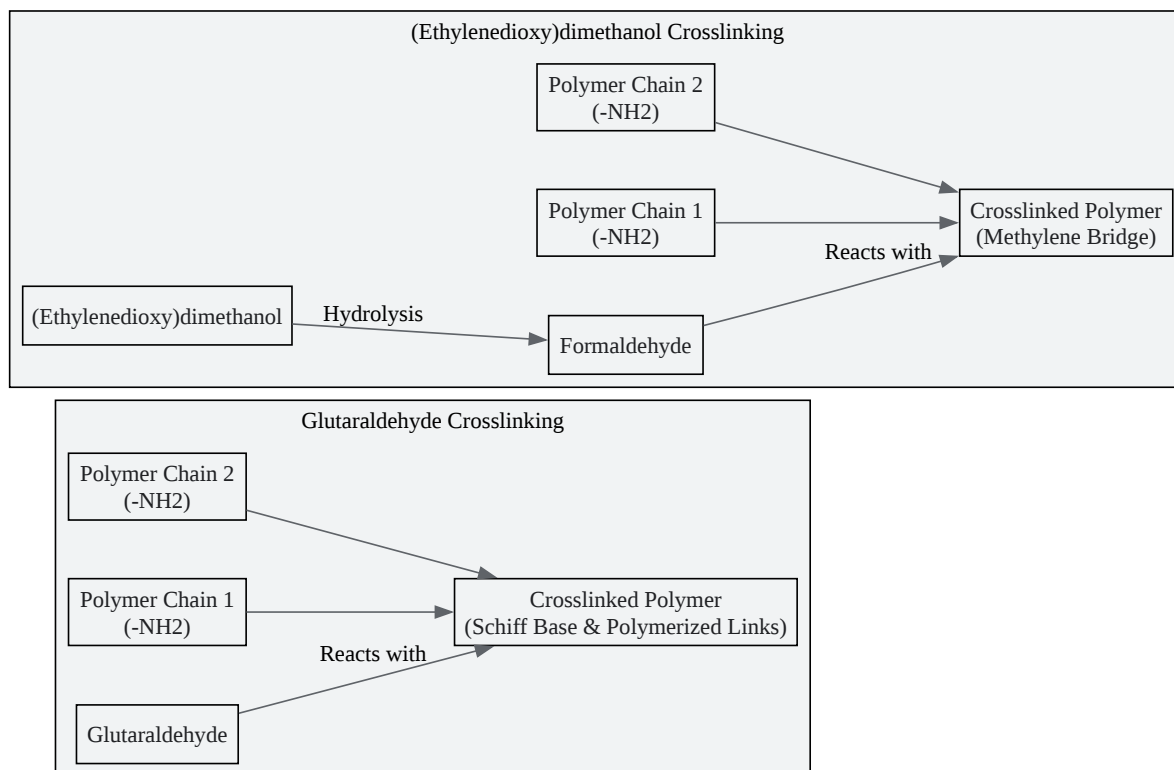 (Ethylenedioxy)dimethanol Crosslinking
Polymer Chain 2
(-NH2)
Polymer Chain 1
(-NH2)
Crosslinked Polymer
(Methylene Bridge)
Reacts with
(Ethylenedioxy)dimethanol
Hydrolysis
Formaldehyde
Glutaraldehyde Crosslinking
Polymer Chain 2
(-NH2)
Polymer Chain 1
(-NH2)
Crosslinked Polymer
(Schiff Base & Polymerized Links)
Reacts with
Glutaraldehyde